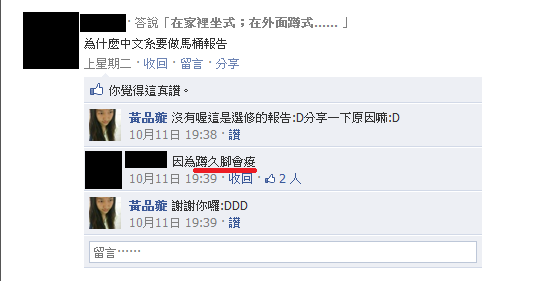 · 答說「在家裡坐式；在外面蹲式...... 」
為什麼中文系要做馬桶報告
上星期二 · 收回 · 留言 · 分享
你覺得這真讚。
黃品璇 沒有喔這是選修的報告:D分享一下原因嘛:D
10月11日 19:38 · 讚
因為蹲久腳會痠
10月11日 19:39 · 收回 · 2 人
黃品璇 謝謝你囉:DDD
10月11日 19:39 · 讚
留言⋯⋯